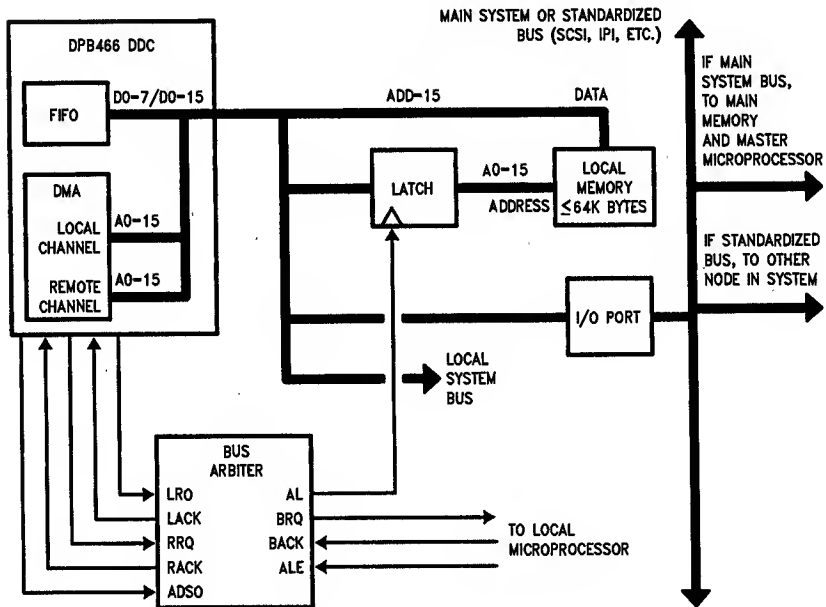 MAIN SYSTEM OR STANDARDIZED
BUS (SCSI, IPI, ETC.)
DPB466 DDC
FIFO
DO-7/DO-15
ADD-15
DATA
IF MAIN
SYSTEM BUS,
TO MAIN
MEMORY
AND MASTER
MICROPROCESSOR
DMA
LOCAL
CHANNEL
A0-15
REMOTE
CHANNEL
A0-15
LATCH
A0-15
ADDRESS
LOCAL
MEMORY
≤64K BYTES
IF STANDARDIZED
BUS, TO OTHER
NODE IN SYSTEM
I/O PORT
LOCAL
SYSTEM
BUS
BUS
ARBITER
LRO
LACK
RRQ
RACK
ADSO
AL
BRQ
BACK
ALE
TO LOCAL
MICROPROCESSOR